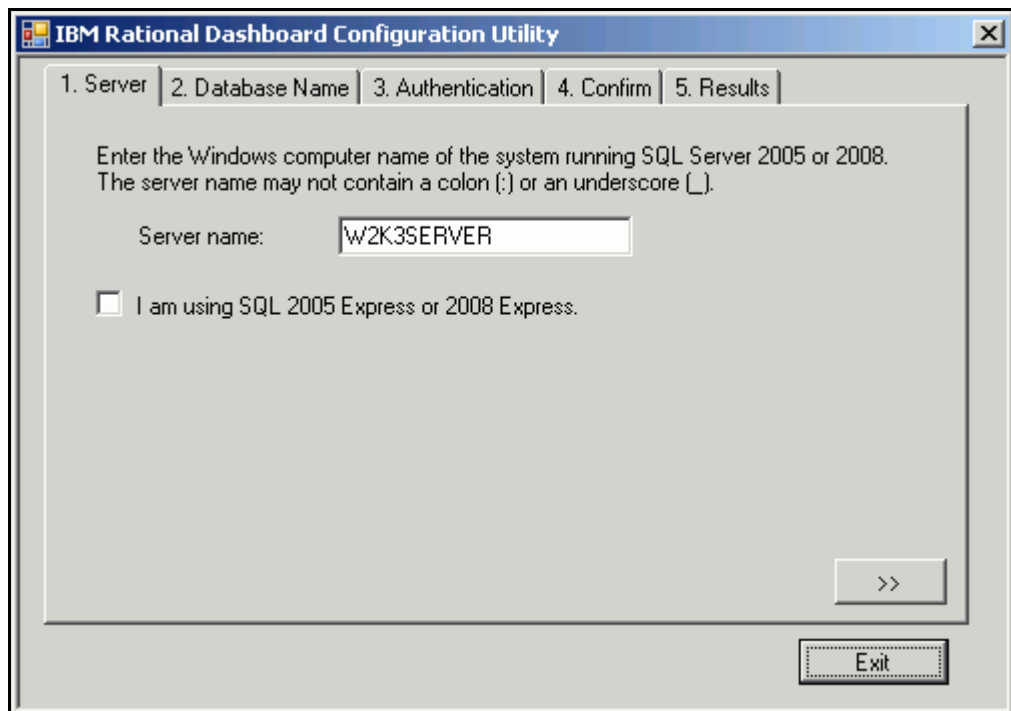 IBM Rational Dashboard Configuration Utility
1. Server 2. Database Name 3. Authentication 4. Confirm 5. Results
Enter the Windows computer name of the system running SQL Server 2005 or 2008.
The server name may not contain a colon (:) or an underscore (_).
Server name: W2K3SERVER
I am using SQL 2005 Express or 2008 Express.
>>
Exit